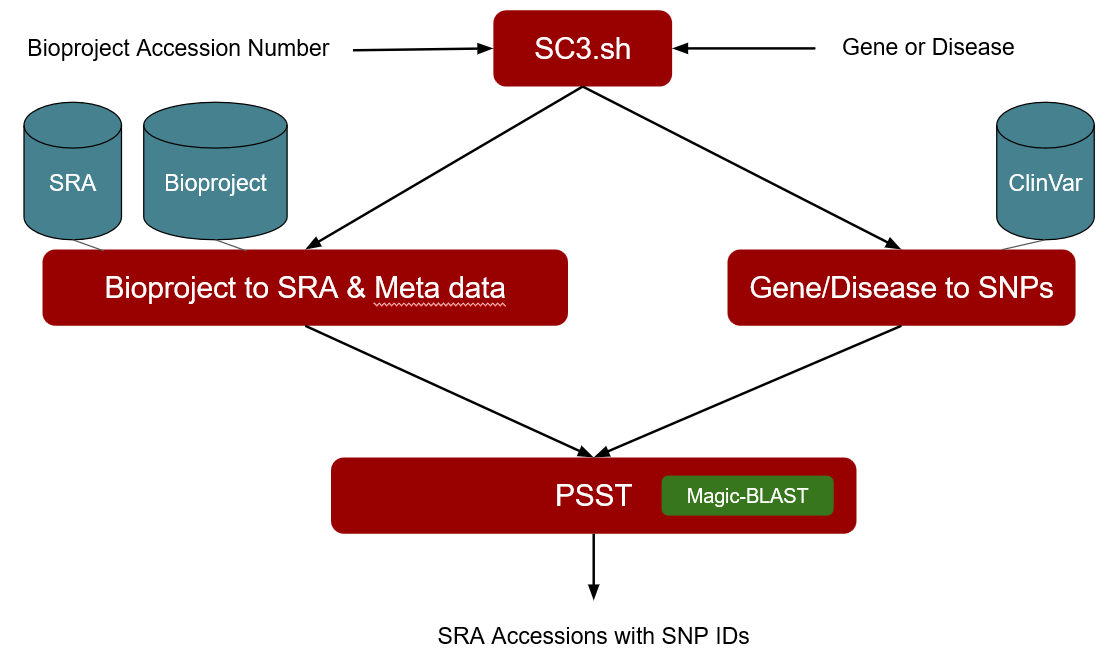 Bioproject Accession Number
SC3.sh
Gene or Disease
SRA
Bioproject
ClinVar
Bioproject to SRA & Meta data
Gene/Disease to SNPs
PSST
Magic-BLAST
SRA Accessions with SNP IDs